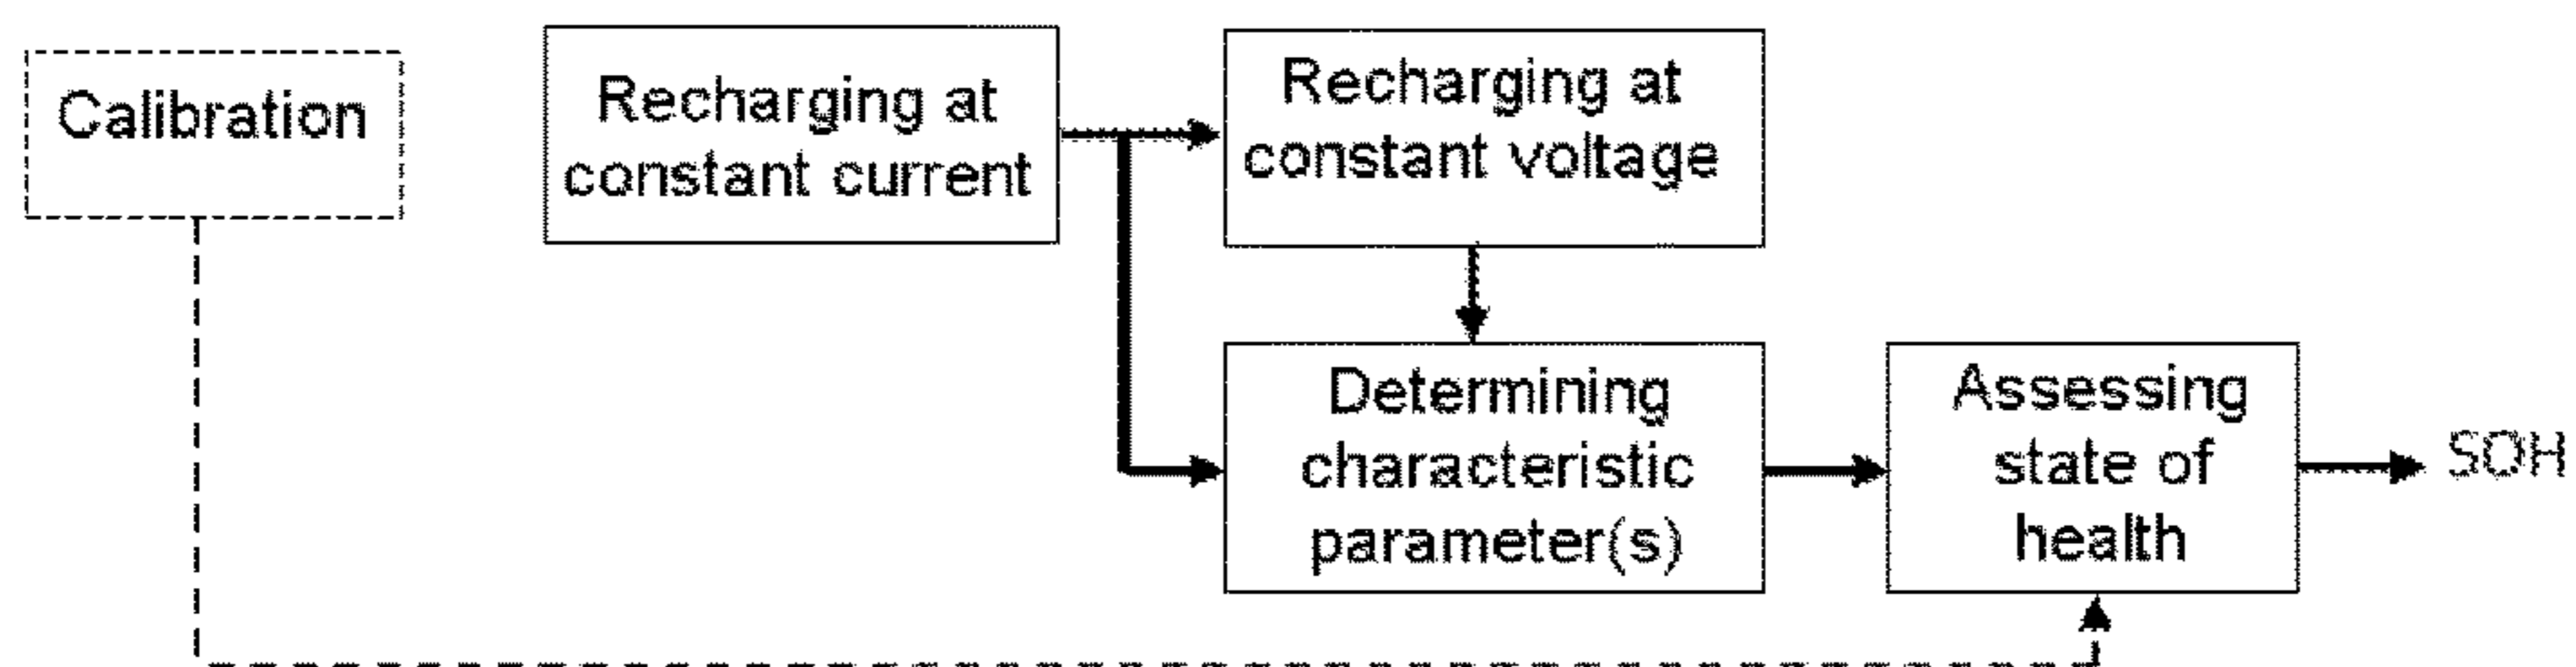 Calibration
Recharging at
constant current
Recharging at
constant voltage
Determining
characteristic
parameter(s)
Assessing
state of
health
SOH